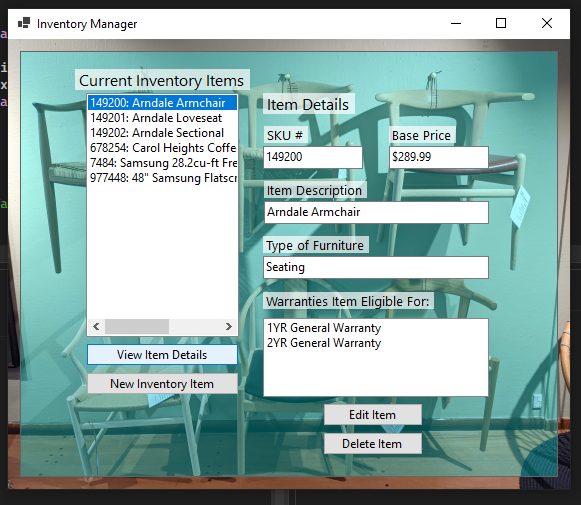 Inventory Manager
Current Inventory Items
149200: Arndale Armchair
149201: Arndale Loveseat
149202: Arndale Sectional
678254: Carol Heights Coffe
7484: Samsung 28.2cu-ft Fre
977448: 48" Samsung Flatscr
View Item Details
New Inventory Item
Item Details
SKU #
Base Price
149200
$289.99
Item Description
Arndale Armchair
Type of Furniture
Seating
Warranties Item Eligible For:
1YR General Warranty
2YR General Warranty
Edit Item
Delete Item